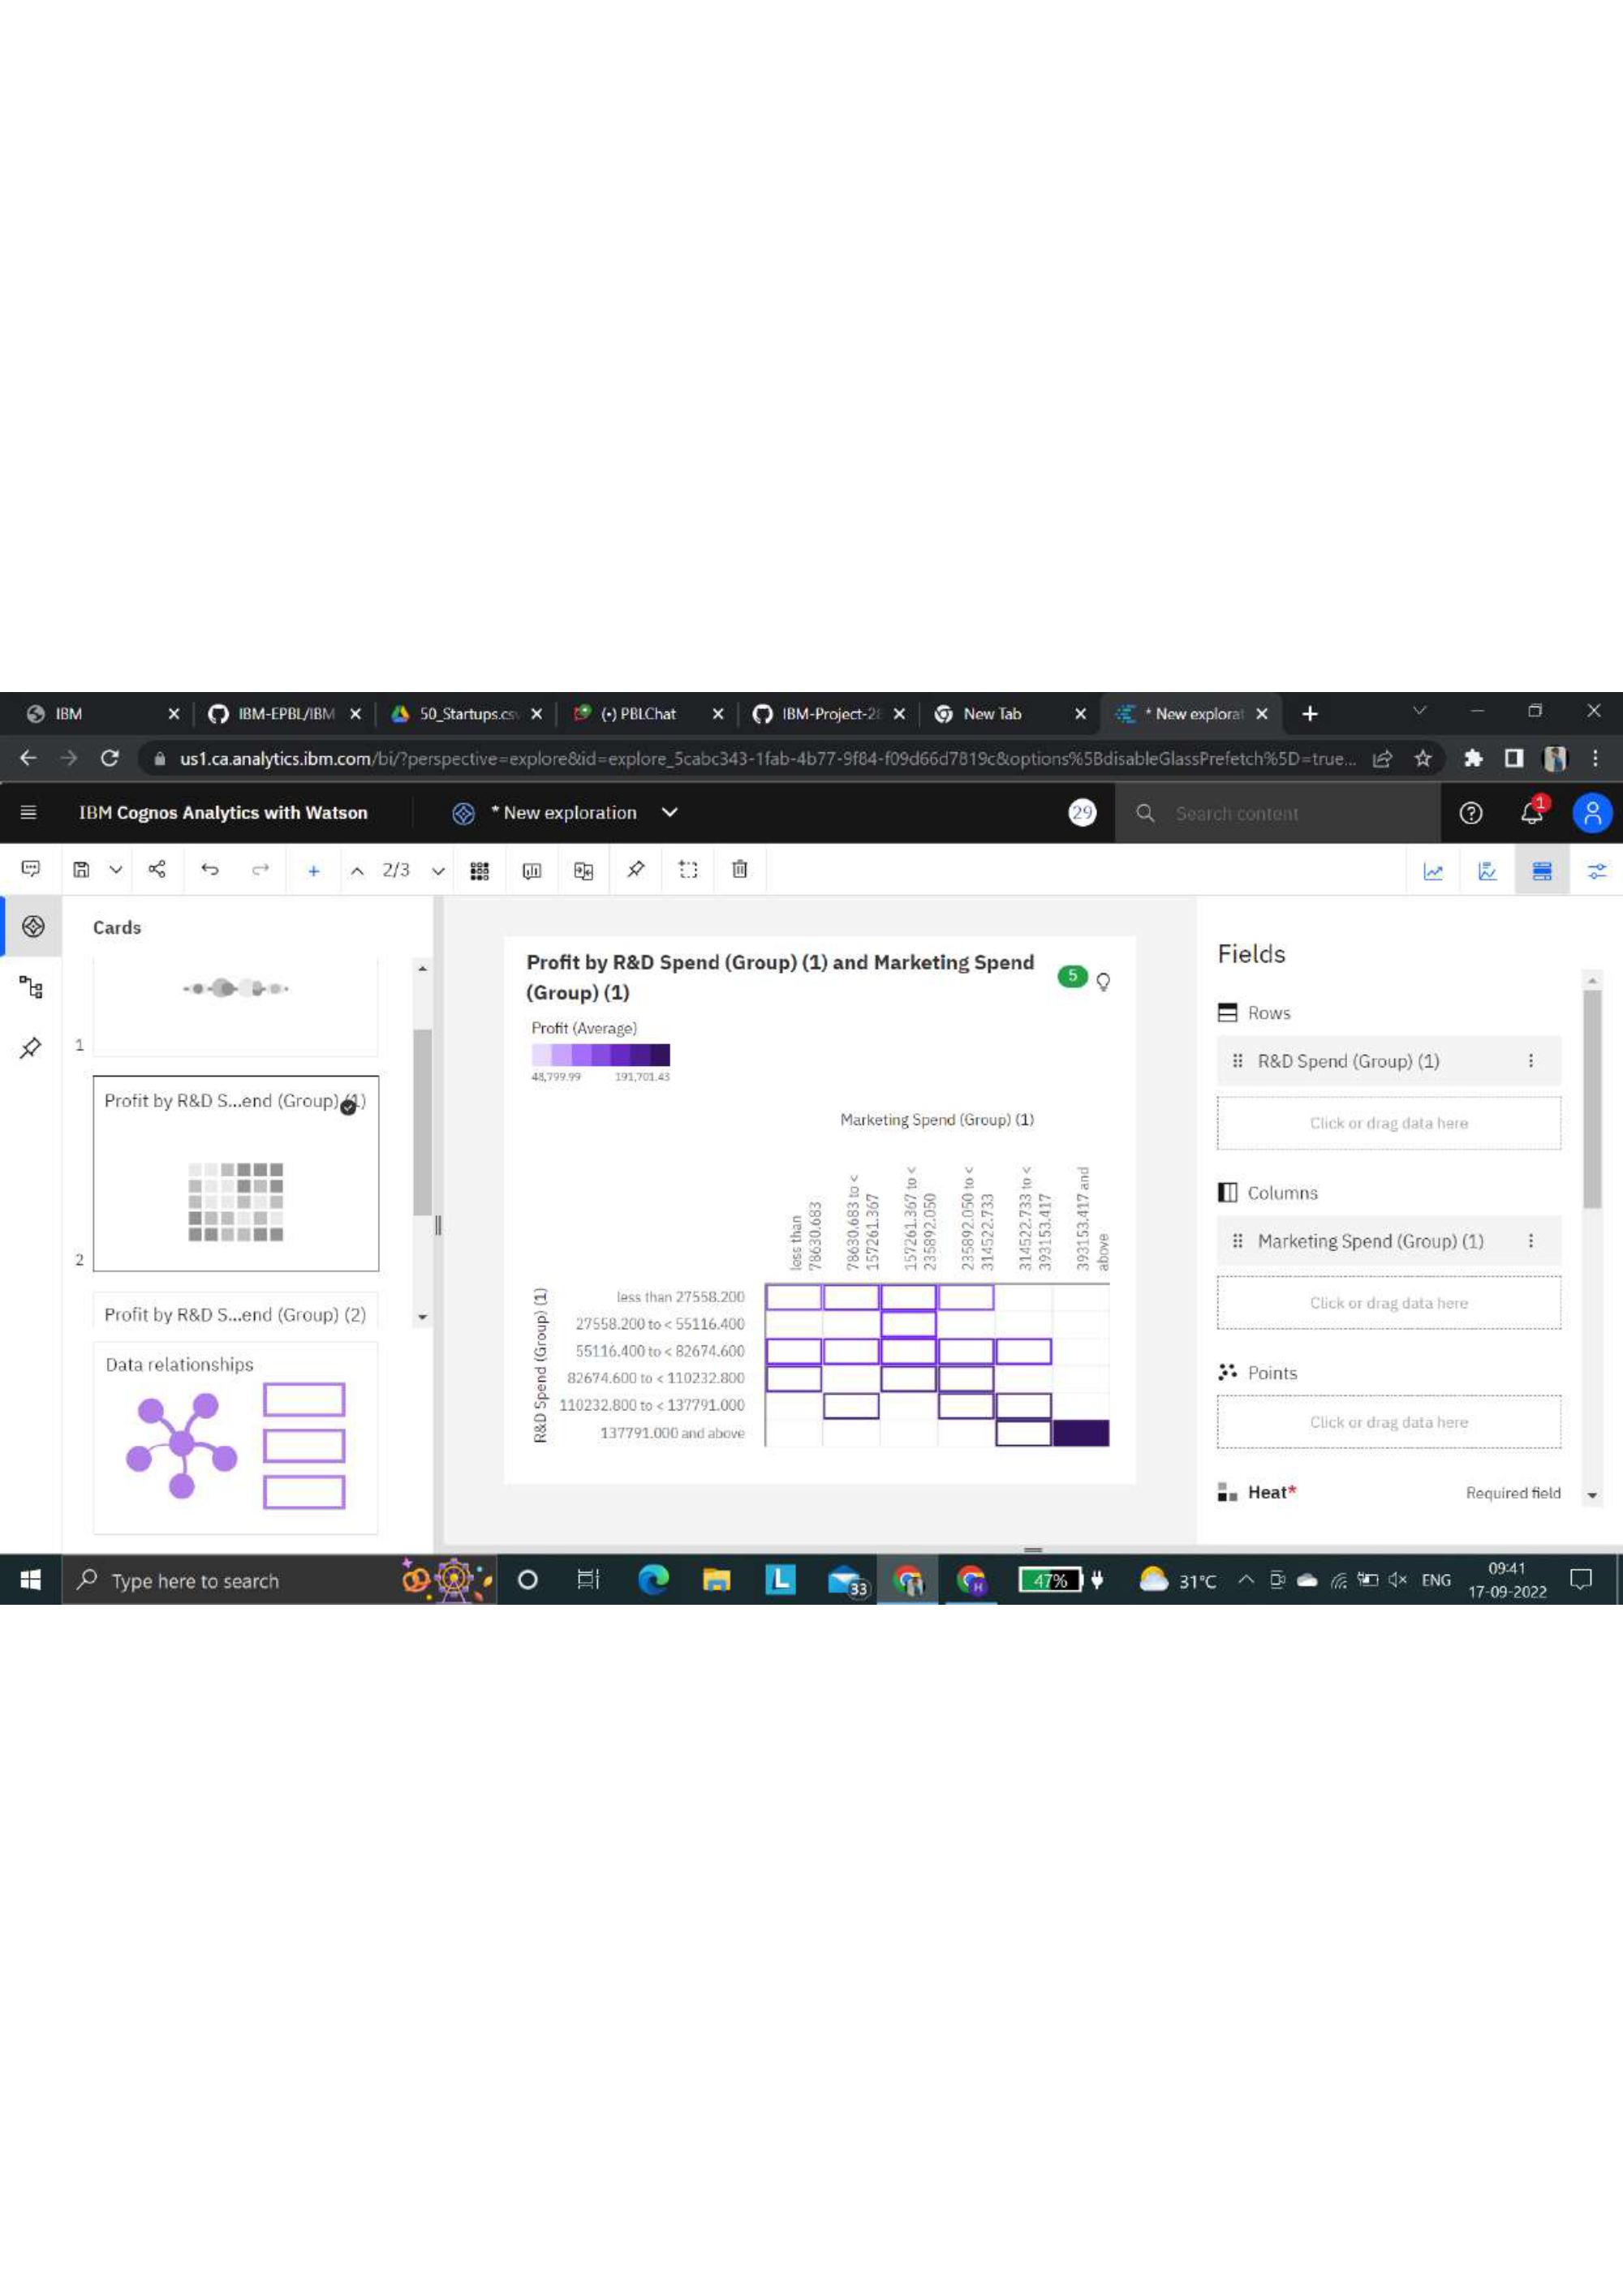 IBM
IBM-EPBL/IBM
50_Startups.csv
(•) PBLChat
IBM-Project-28
New Tab
* New explorat
us1.ca.analytics.ibm.com/bi/?perspective=explore&id=explore_5cabc343-1fab-4b77-9f84-f09d66d7819c&options%5BdisableGlassPrefetch%5D=true...
IBM Cognos Analytics with Watson
* New exploration
29
Search content
1
2/3
Cards
1
Profit by R&D S...end (Group) (1)
2
Profit by R&D S...end (Group) (2)
Data relationships
Profit by R&D Spend (Group) (1) and Marketing Spend
(Group) (1)
5
Profit (Average)
48,799.99 191,701.43
Marketing Spend (Group) (1)
less than
78630.683
78630.683 to <
157261.367
157261.367 to <
235892.050
235892.050 to <
314522.733
314522.733 to <
393153.417
393153.417 and
above
R&D Spend (Group) (1)
less than 27558.200
27558.200 to < 55116.400
55116.400 to < 82674.600
82674.600 to < 110232.800
110232.800 to < 137791.000
137791.000 and above
Fields
Rows
R&D Spend (Group) (1)
Click or drag data here
Columns
Marketing Spend (Group) (1)
Click or drag data here
Points
Click or drag data here
Heat* Required field
Type here to search
L
33
H
47%
31°C
ENG
09:41
17-09-2022